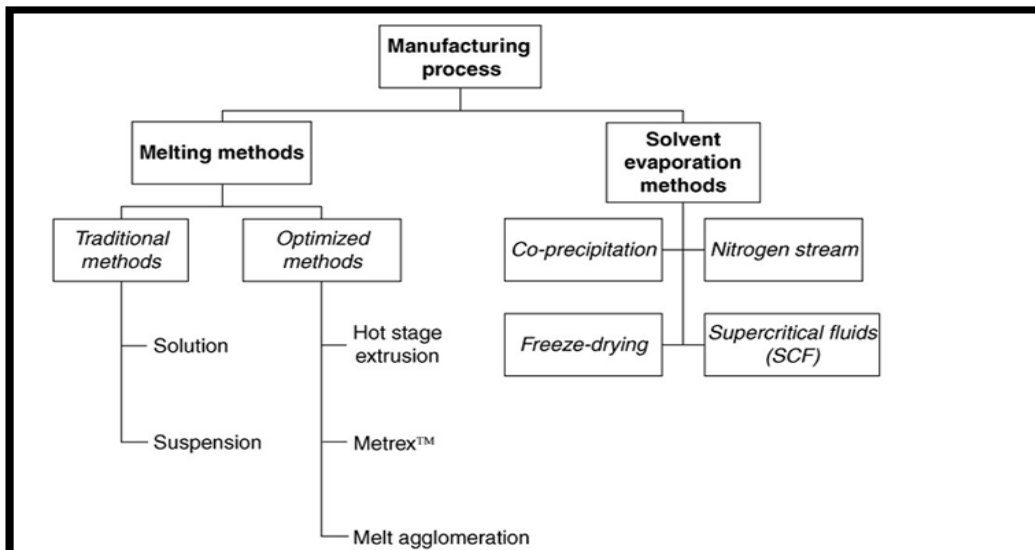 Manufacturing
process
Melting methods
Solvent
evaporation
methods
Traditional
methods
Optimized
methods
Co-precipitation
Nitrogen stream
Solution
Hot stage
extrusion
Freeze-drying
Supercritical fluids
(SCF)
Suspension
Metrex™
Melt agglomeration